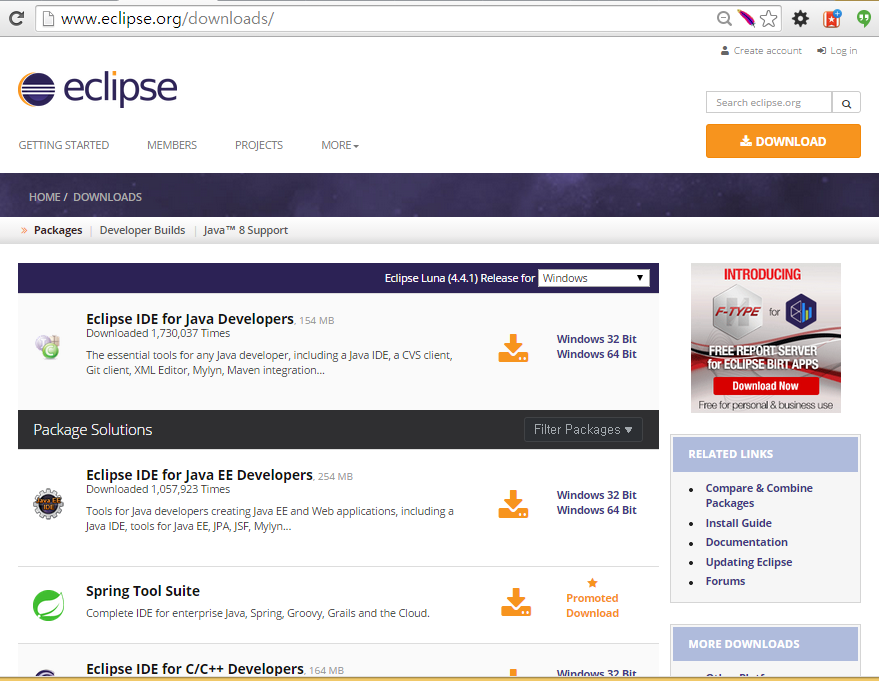 www.eclipse.org/downloads/
Create account
Log in
eclipse
Search eclipse.org
GETTING STARTED
MEMBERS
PROJECTS
MORE
DOWNLOAD
HOME / DOWNLOADS
Packages
Developer Builds
Java™ 8 Support
Eclipse Luna (4.4.1) Release for
Windows
Eclipse IDE for Java Developers, 154 MB
Downloaded 1,730,037 Times
The essential tools for any Java developer, including a Java IDE, a CVS client,
Git client, XML Editor, Mylyn, Maven integration...
Windows 32 Bit
Windows 64 Bit
Package Solutions
Filter Packages
Java EE
IDE
Eclipse IDE for Java EE Developers, 254 MB
Downloaded 1,057,923 Times
Tools for Java developers creating Java EE and Web applications, including a
Java IDE, tools for Java EE, JPA, JSF, Mylyn...
Windows 32 Bit
Windows 64 Bit
Spring Tool Suite
Complete IDE for enterprise Java, Spring, Groovy, Grails and the Cloud.
Promoted
Download
Eclipse IDE for C/C++ Developers, 164 MB
Windows 32 Bit
INTRODUCING
F-TYPE for
FREE REPORT SERVER
for ECLIPSE BIRT APPS
Download Now
Free for personal & business use
RELATED LINKS
Compare & Combine
Packages
Install Guide
Documentation
Updating Eclipse
Forums
MORE DOWNLOADS